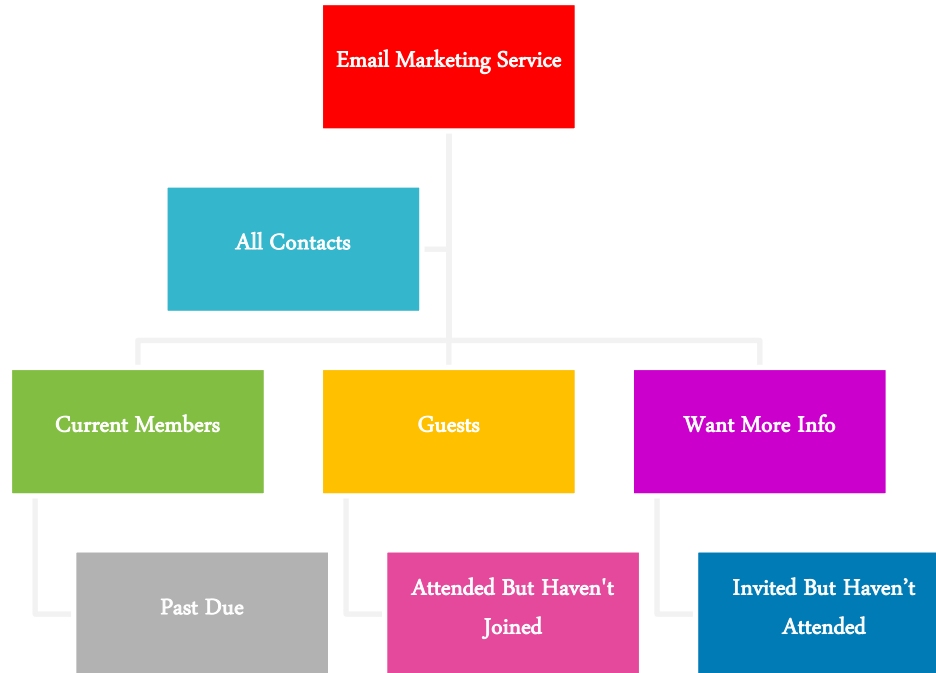 Email Marketing Service
All Contacts
Current Members
Guests
Want More Info
Past Due
Attended But Haven't
Joined
Invited But Haven’t
Attended